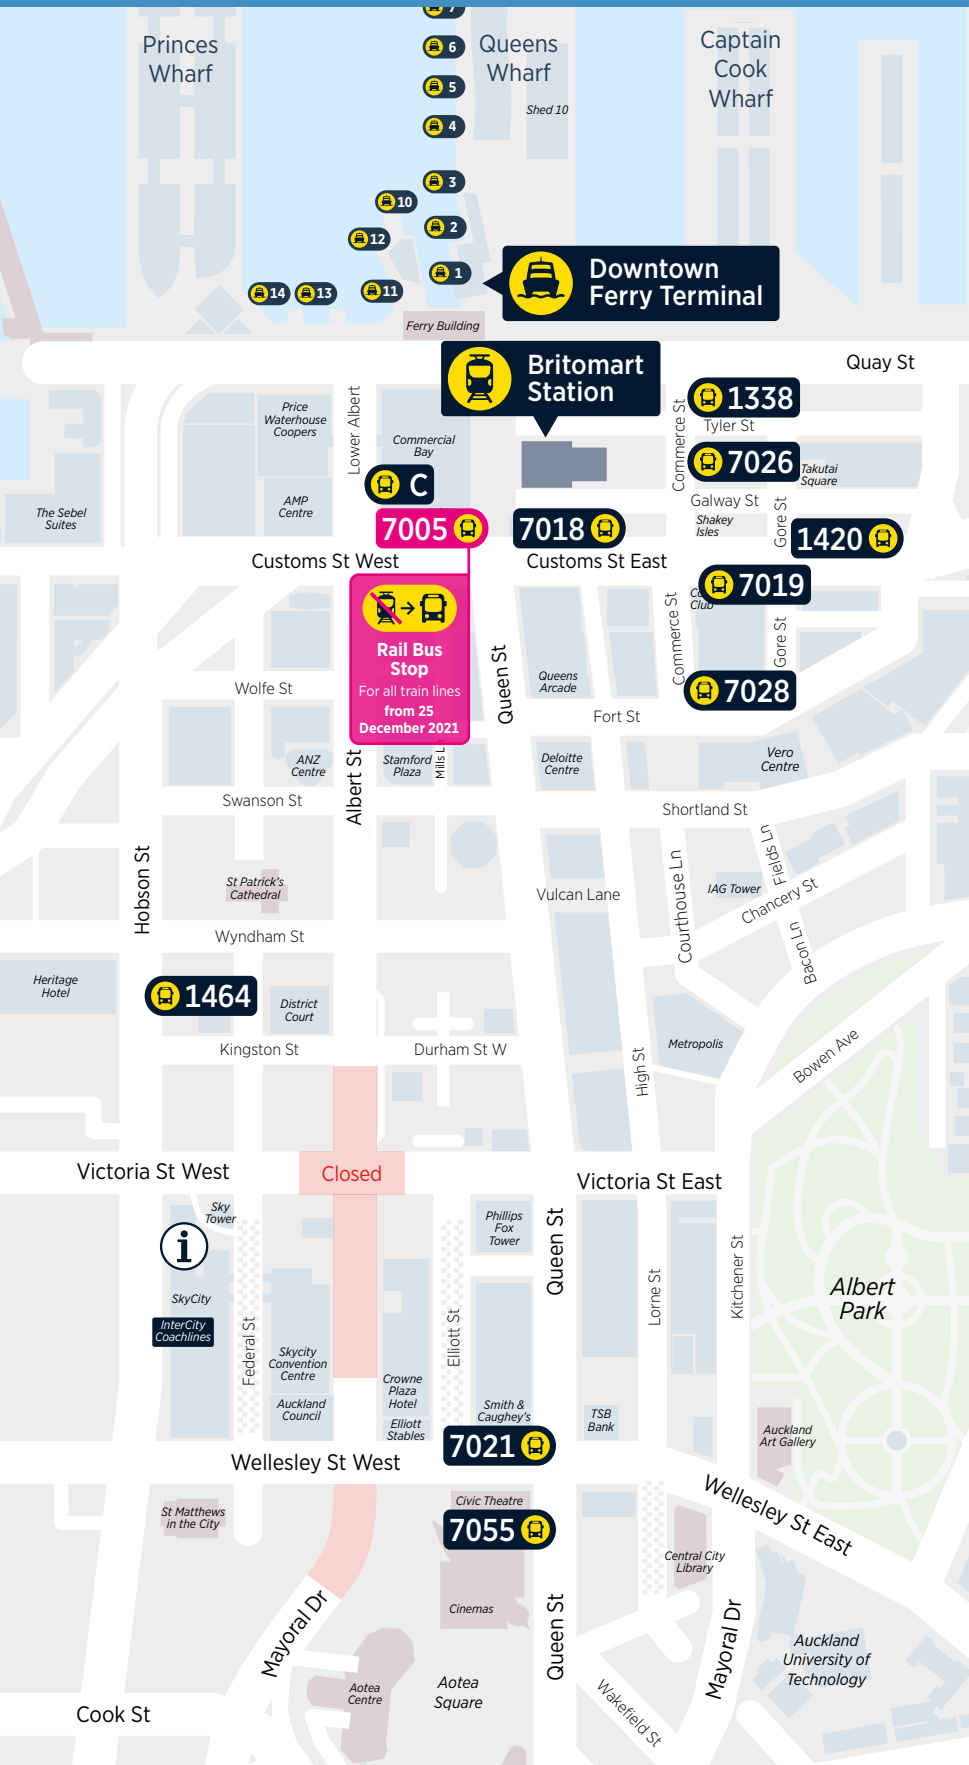 7
Princes
Wharf
6
Queens
Wharf
Captain
Cook
Wharf
5
Shed 10
4
3
10
2
12
1
Downtown
Ferry Terminal
14
13
11
Ferry Building
Britomart
Station
Quay St
1338
Lower Albert
Price
Waterhouse
Coopers
Commerce St
Tyler St
Commercial
Bay
7026
Takutai
Square
C
AMP
Centre
Galway St
The Sebel
Suites
7005
7018
Shakey
Isles
Gore St
1420
Customs St West
Customs St East
7019
Club
Rail Bus
Stop
For all train lines
from 25
December 2021
Commerce St
Gore St
Queen St
Wolfe St
Queens
Arcade
7028
Fort St
ANZ
Centre
Albert St
Stamford
Plaza
Deloitte
Centre
Vero
Centre
Swanson St
Shortland St
Hobson St
St Patrick's
Cathedral
Vulcan Lane
Courthouse Ln
IAG Tower
Fields Ln
Chancery St
Wyndham St
Bacon Ln
Heritage
Hotel
1464
District
Court
Kingston St
Durham St W
High St
Metropolis
Bowen Ave
Victoria St West
Closed
Victoria St East
Sky
Tower
Phillips
Fox
Tower
Queen St
Kitchener St
Lorne St
Albert
Park
SkyCity
InterCity
Coachlines
Federal St
Elliott St
Skycity
Convention
Centre
Crowne
Plaza
Hotel
Auckland
Council
Smith &
Caughey's
Elliott
Stables
TSB
Bank
Auckland
Art Gallery
7021
Wellesley St West
Wellesley St East
St Matthews
in the City
Civic Theatre
7055
Central City
Library
Cinemas
Mayoral Dr
Queen St
Mayoral Dr
Auckland
University of
Technology
Aotea
Centre
Aotea
Square
Wakefield St
Cook St